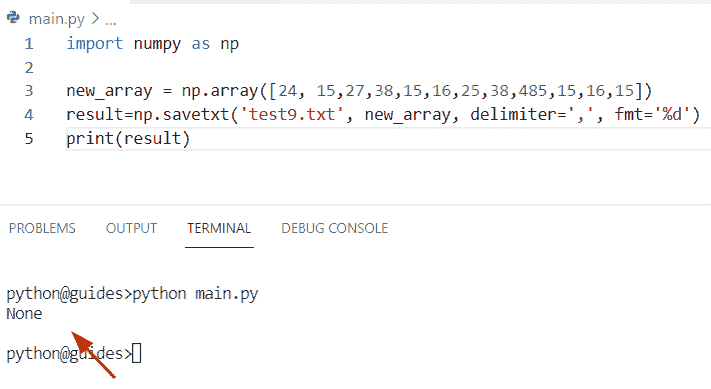 main.py > ...
1 import numpy as np
2
3 new_array = np.array([24, 15,27,38,15,16,25,38,485,15,16,15])
4 result=np.savetxt('test9.txt', new_array, delimiter=',', fmt='%d')
5 print(result)
PROBLEMS OUTPUT TERMINAL DEBUG CONSOLE
python@guides>python main.py
None
python@guides>